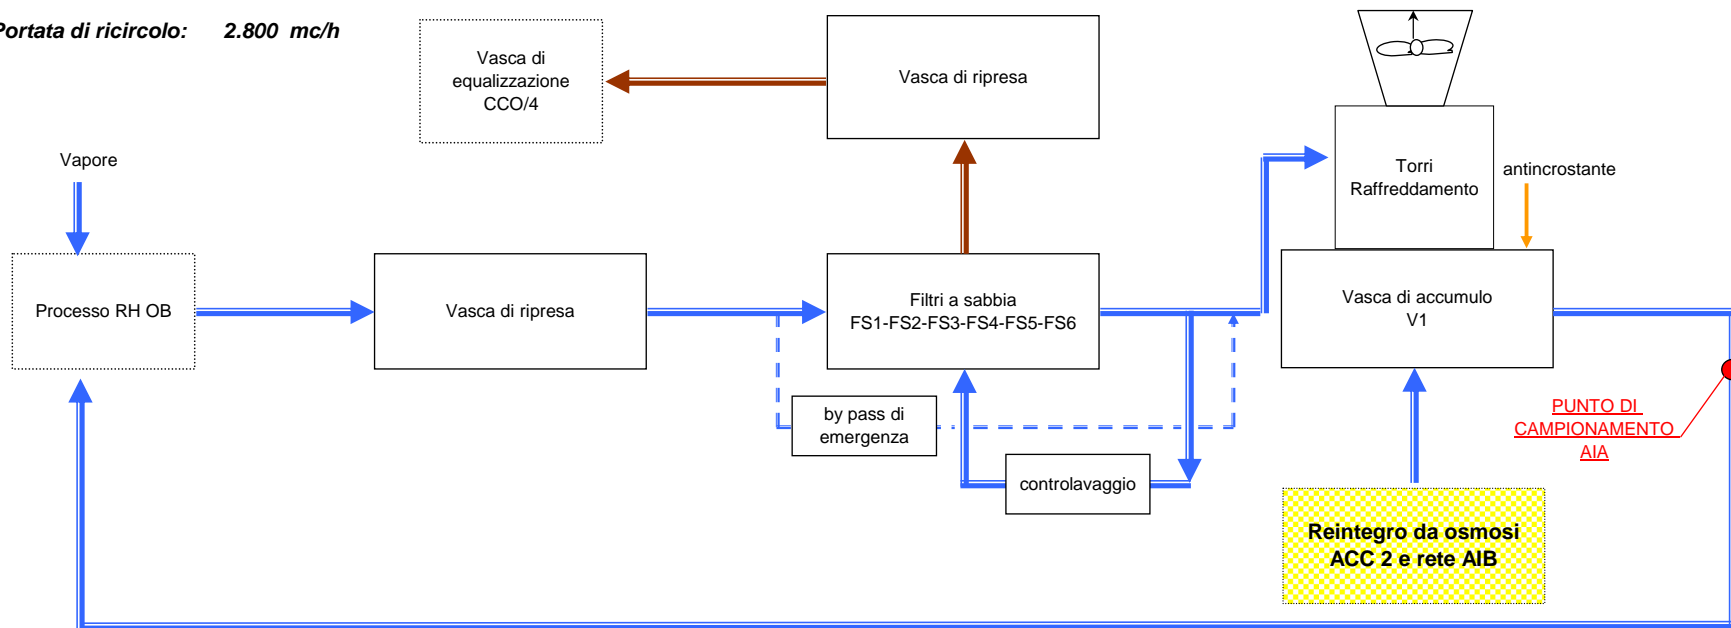 Portata di ricircolo: 2.800 mc/h
Vasca di
equalizzazione
CCO/4
Vasca di ripresa
Vapore
Torri
Raffreddamento
antincrostante
Processo RH OB
Vasca di ripresa
Filtri a sabbia
FS1-FS2-FS3-FS4-FS5-FS6
Vasca di accumulo
V1
by pass di
emergenza
PUNTO DI
CAMPIONAMENTO
AIA
controlavaggio
Reintegro da osmosi
ACC 2 e rete AIB